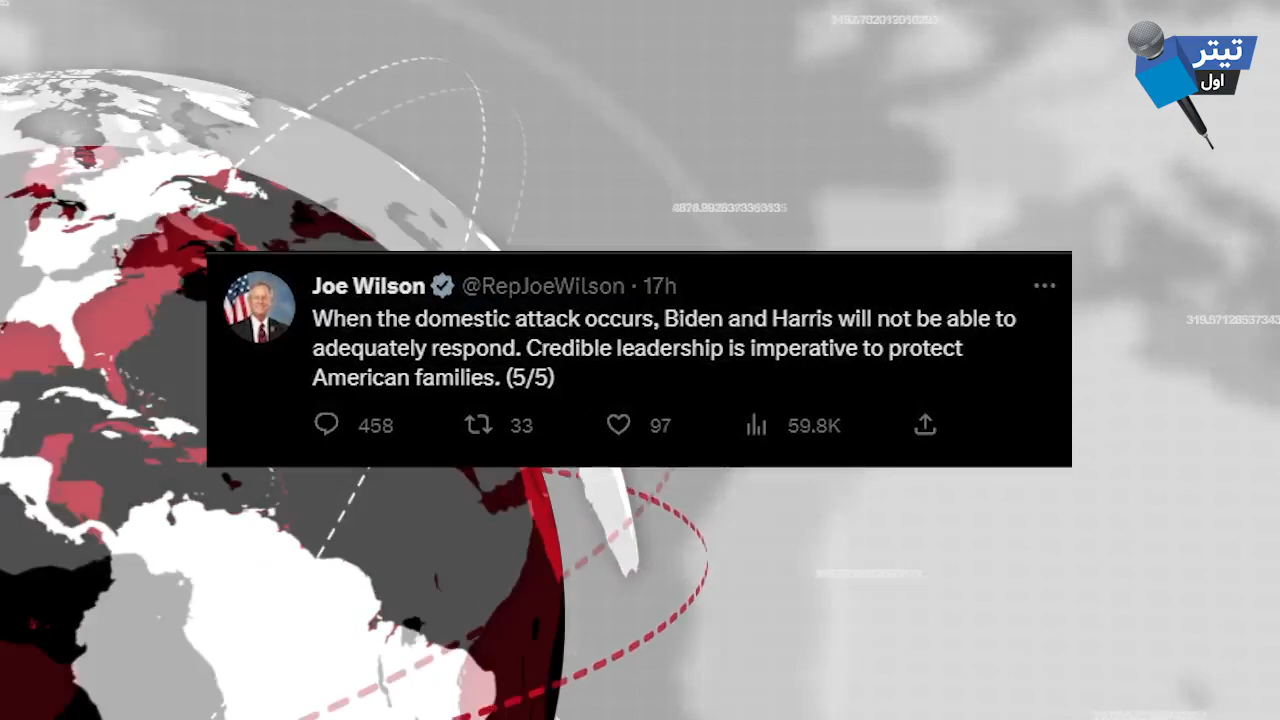 تیتر
اول
Joe Wilson @RepJoeWilson · 17h
When the domestic attack occurs, Biden and Harris will not be able to
adequately respond. Credible leadership is imperative to protect
American families. (5/5)
458 33 97 59.8K